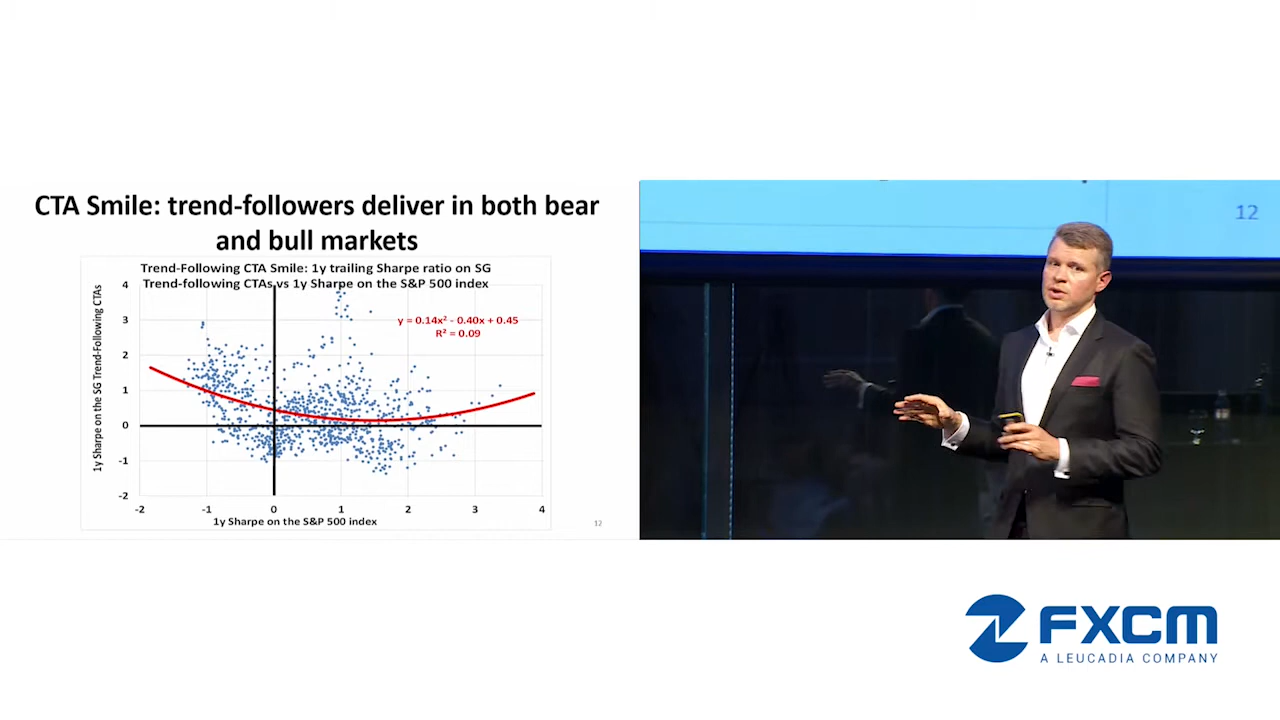 CTA Smile: trend-followers deliver in both bear
and bull markets
Trend-Following CTA Smile: 1y trailing Sharpe ratio on SG
Trend-following CTAs vs 1y Sharpe on the S&P 500 index
1y Sharpe on the SG Trend-Following CTAs
4
3
2
1
0
-1
-2
y = 0.14x² - 0.40x + 0.45
R² = 0.09
-2 -1 0 1 2 3 4
1y Sharpe on the S&P 500 index
12
12
FXCM
A LEUCADIA COMPANY